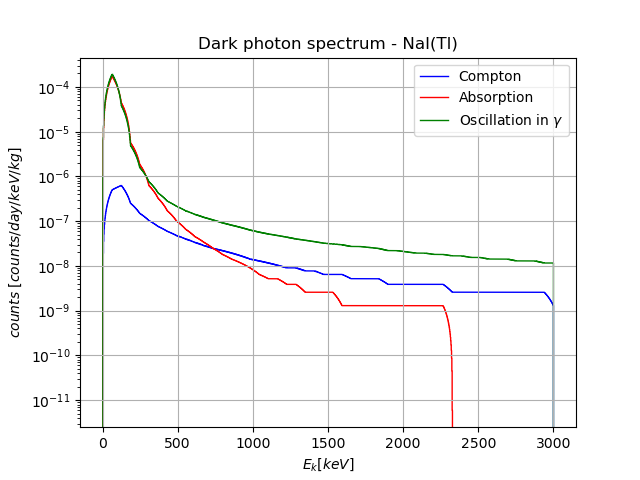 Dark photon spectrum - NaI(Tl)
Compton
Absorption
Oscillation in γ
counts [counts/day/keV/kg]
10⁻⁴
10⁻⁵
10⁻⁶
10⁻⁷
10⁻⁸
10⁻⁹
10⁻¹⁰
10⁻¹¹
0 500 1000 1500 2000 2500 3000
E_k[keV]